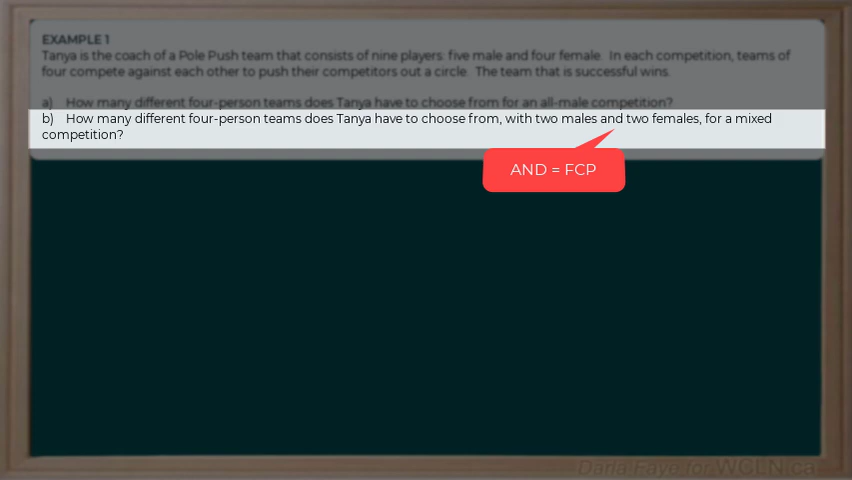 EXAMPLE 1
Tanya is the coach of a Pole Push team that consists of nine players: five male and four female. In each competition, teams of
four compete against each other to push their competitors out a circle. The team that is successful wins.
a) How many different four-person teams does Tanya have to choose from for an all-male competition?
b) How many different four-person teams does Tanya have to choose from, with two males and two females, for a mixed
competition?
AND = FCP
Darla Faye for WCLN.ca